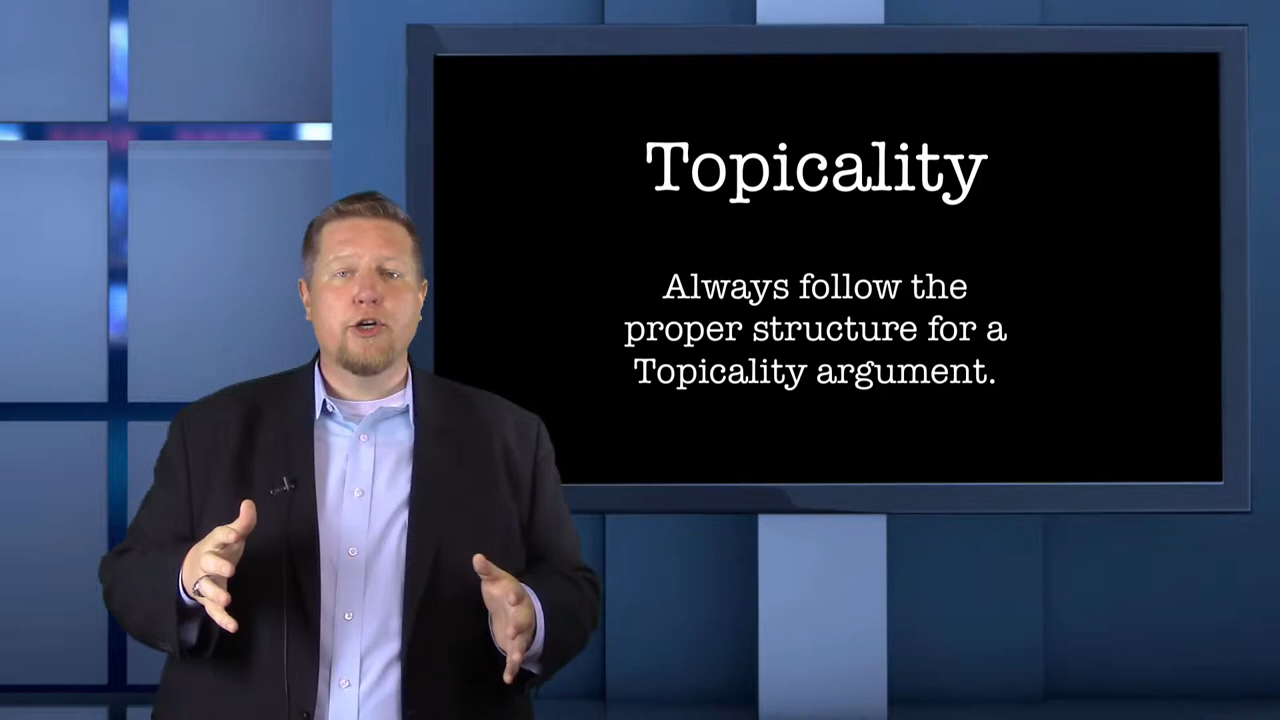 Topicality
Always follow the
proper structure for a
Topicality argument.